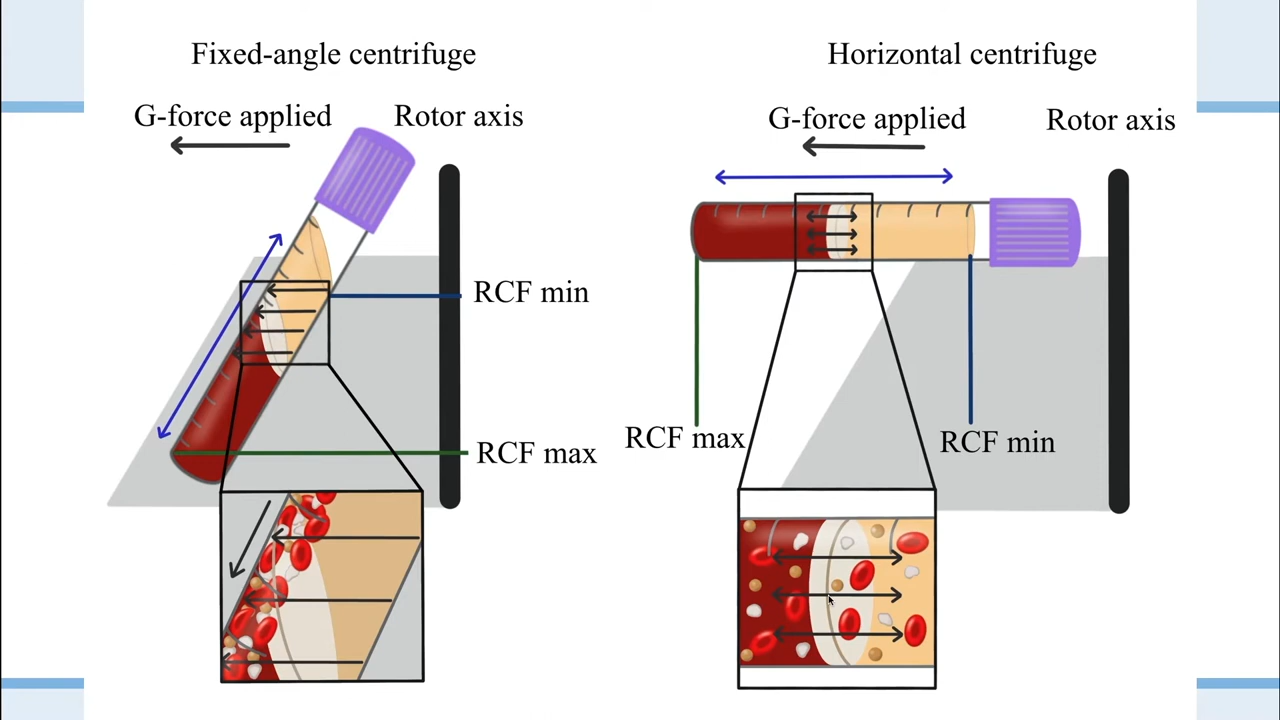 Fixed-angle centrifuge
G-force applied
Rotor axis
RCF min
RCF max
Horizontal centrifuge
G-force applied
Rotor axis
RCF max
RCF min